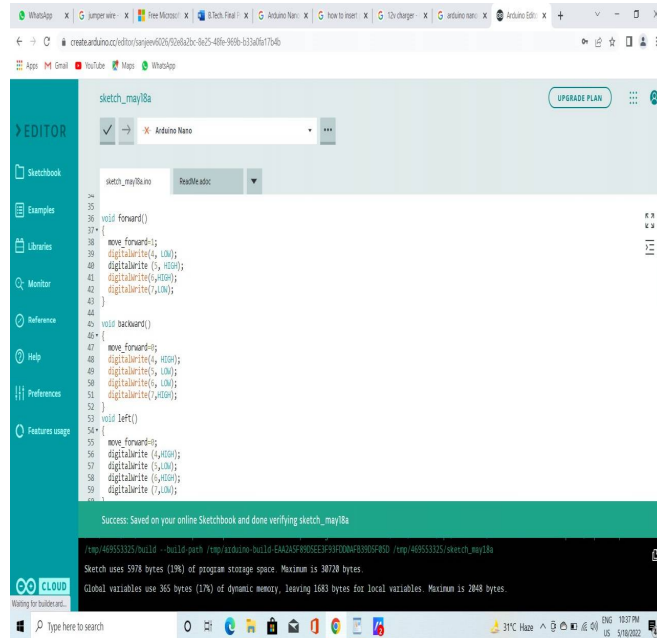 WhatsApp
jumper wire -
Free Microsof
B.Tech. Final F
Arduino Nano
how to insert
12v charger -
arduino nano
Arduino Edito
create.arduino.cc/editor/sanjeev6026/
Apps Gmail YouTube Maps WhatsApp
sketch_may18a
UPGRADE PLAN
EDITOR
Arduino Nano
Sketchbook
sketch_may18a.ino
ReadMe.adoc
Examples
Libraries
Monitor
Reference
Help
Preferences
Features usage
34
35
36 void forward()
37 {
38 move_forward=1;
39 digitalWrite(4, LOW);
40 digitalWrite (5, HIGH);
41 digitalWrite(6,HIGH);
42 digitalWrite(7,LOW);
43 }
44
45 void backward()
46 {
47 move_forward=0;
48 digitalWrite(4, HIGH);
49 digitalWrite(5, LOW);
50 digitalWrite(6, LOW);
51 digitalWrite(7,HIGH);
52 }
53 void left()
54 {
55 move_forward=0;
56 digitalWrite (4,HIGH);
57 digitalWrite (5,LOW);
58 digitalWrite (6,HIGH);
59 digitalWrite (7,LOW);
60 }
Success: Saved on your online Sketchbook and done verifying sketch_may18a
/tmp/469553325/sketch_may18a
Sketch uses 5978 bytes (19%) of program storage space. Maximum is 30720 bytes.
Global variables use 365 bytes (17%) of dynamic memory, leaving 1683 bytes for local variables. Maximum is 2048 bytes.
CLOUD
Waiting for builder.ard...
Type here to search
31°C Haze
ENG
US
10:37 PM
5/18/2022